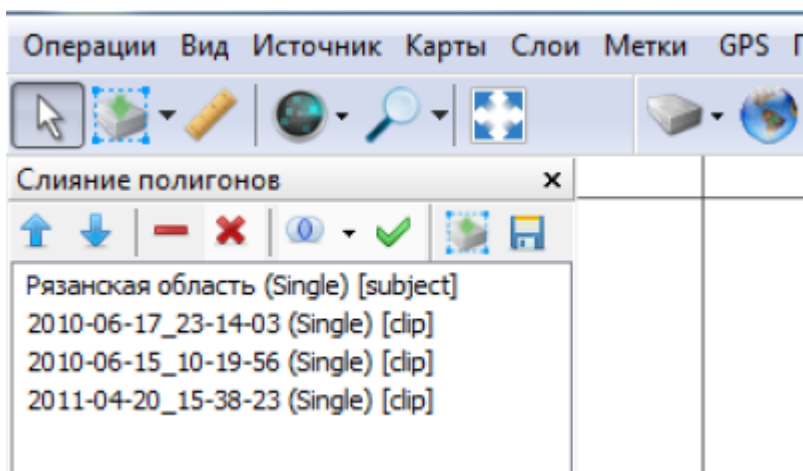 Операции Вид Источник Карты Слои Метки GPS
Слияние полигонов
Рязанская область (Single) [subject]
2010-06-17_23-14-03 (Single) [clip]
2010-06-15_10-19-56 (Single) [clip]
2011-04-20_15-38-23 (Single) [clip]